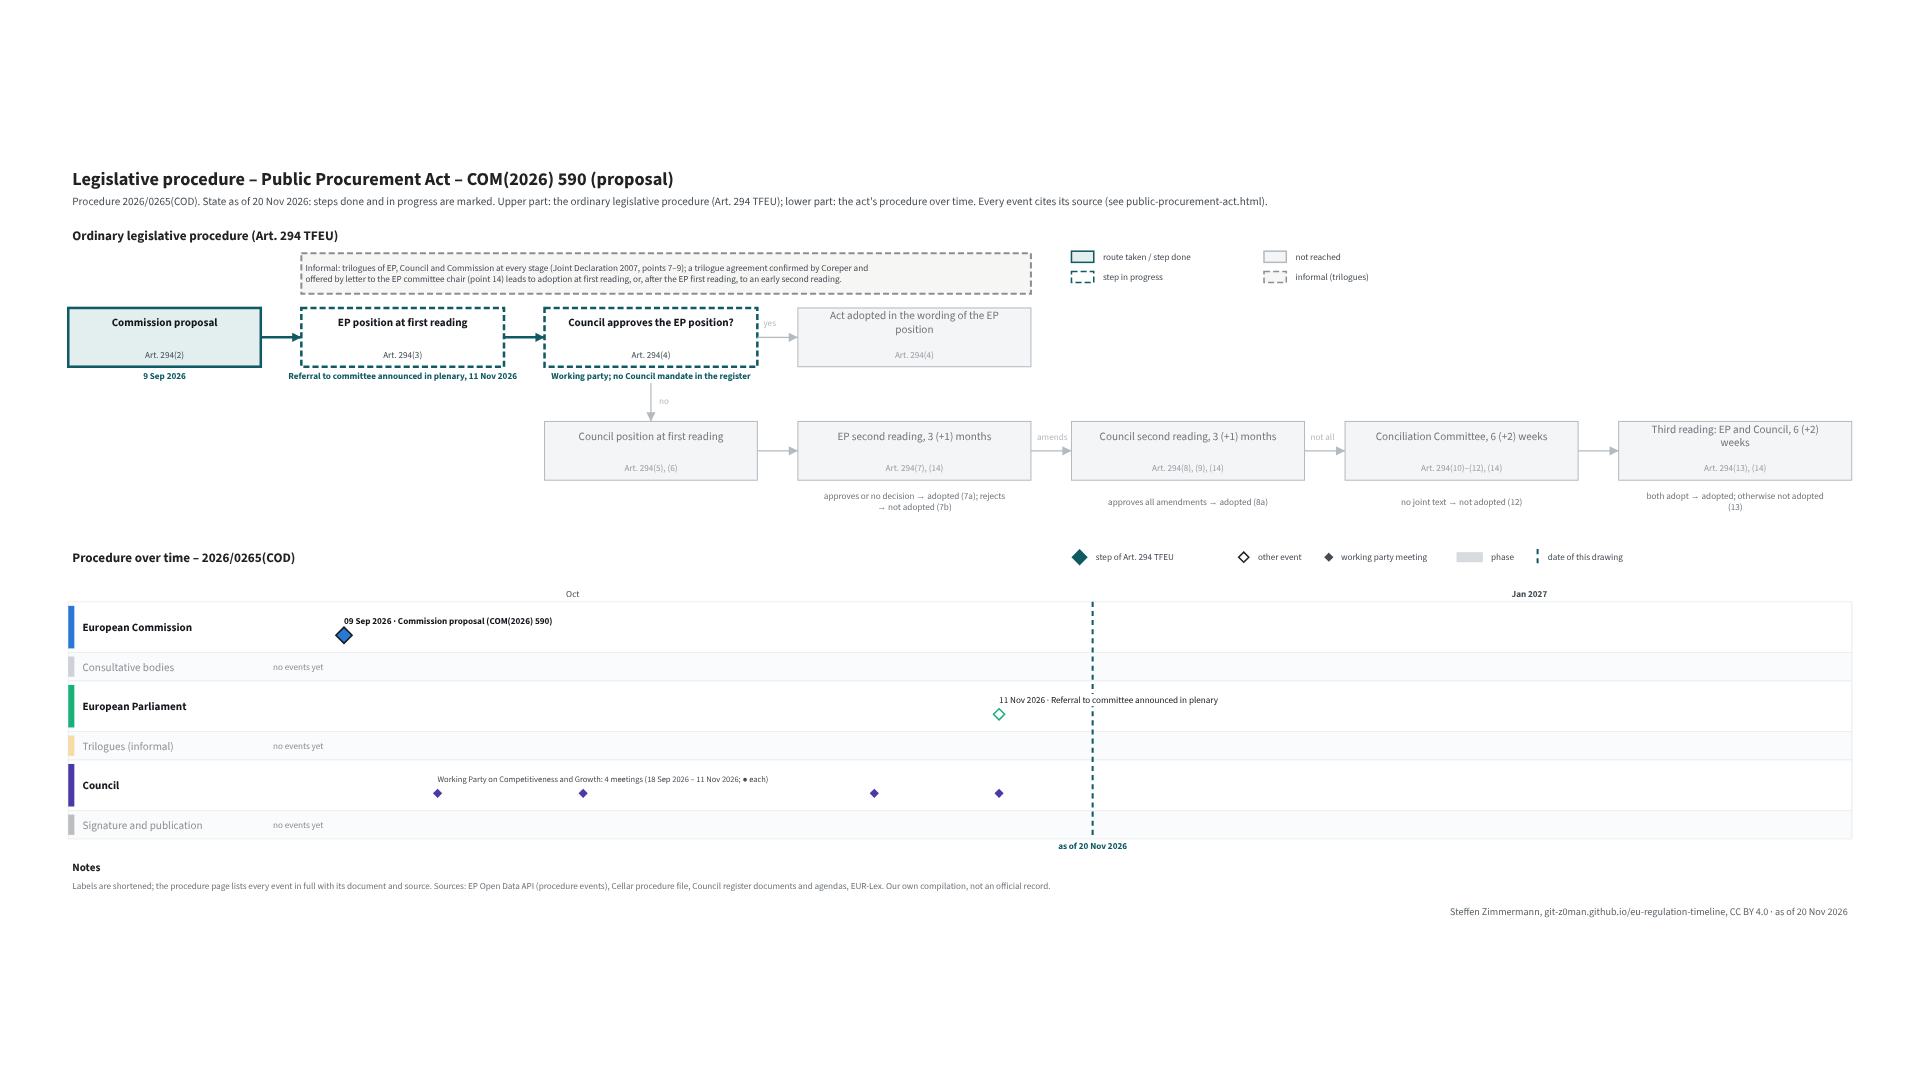 Legislative procedure – Public Procurement Act – COM(2026) 590 (proposal)
Procedure 2026/0265(COD). State as of 20 Nov 2026: steps done and in progress are marked. Upper part: the ordinary legislative procedure (Art. 294 TFEU); lower part: the act's procedure over time. Every event cites its source (see public-procurement-act.html).
Ordinary legislative procedure (Art. 294 TFEU)
Informal: trilogues of EP, Council and Commission at every stage (Joint Declaration 2007, points 7–9); a trilogue agreement confirmed by Coreper and
offered by letter to the EP committee chair (point 14) leads to adoption at first reading, or, after the EP first reading, to an early second reading.
route taken / step done
not reached
step in progress
informal (trilogues)
Commission proposal
Art. 294(2)
9 Sep 2026
EP position at first reading
Art. 294(3)
Referral to committee announced in plenary, 11 Nov 2026
Council approves the EP position?
Art. 294(4)
Working party; no Council mandate in the register
yes
Act adopted in the wording of the EP
position
Art. 294(4)
no
Council position at first reading
Art. 294(5), (6)
EP second reading, 3 (+1) months
Art. 294(7), (14)
approves or no decision → adopted (7a); rejects
→ not adopted (7b)
amends
Council second reading, 3 (+1) months
Art. 294(8), (9), (14)
approves all amendments → adopted (8a)
not all
Conciliation Committee, 6 (+2) weeks
Art. 294(10)–(12), (14)
no joint text → not adopted (12)
Third reading: EP and Council, 6 (+2)
weeks
Art. 294(13), (14)
both adopt → adopted; otherwise not adopted
(13)
Procedure over time – 2026/0265(COD)
step of Art. 294 TFEU
other event
working party meeting
phase
date of this drawing
Oct
Jan 2027
European Commission
09 Sep 2026 · Commission proposal (COM(2026) 590)
Consultative bodies
no events yet
European Parliament
11 Nov 2026 · Referral to committee announced in plenary
Trilogues (informal)
no events yet
Council
Working Party on Competitiveness and Growth: 4 meetings (18 Sep 2026 – 11 Nov 2026; ● each)
Signature and publication
no events yet
as of 20 Nov 2026
Notes
Labels are shortened; the procedure page lists every event in full with its document and source. Sources: EP Open Data API (procedure events), Cellar procedure file, Council register documents and agendas, EUR-Lex. Our own compilation, not an official record.
Steffen Zimmermann, git-z0man.github.io/eu-regulation-timeline, CC BY 4.0 · as of 20 Nov 2026